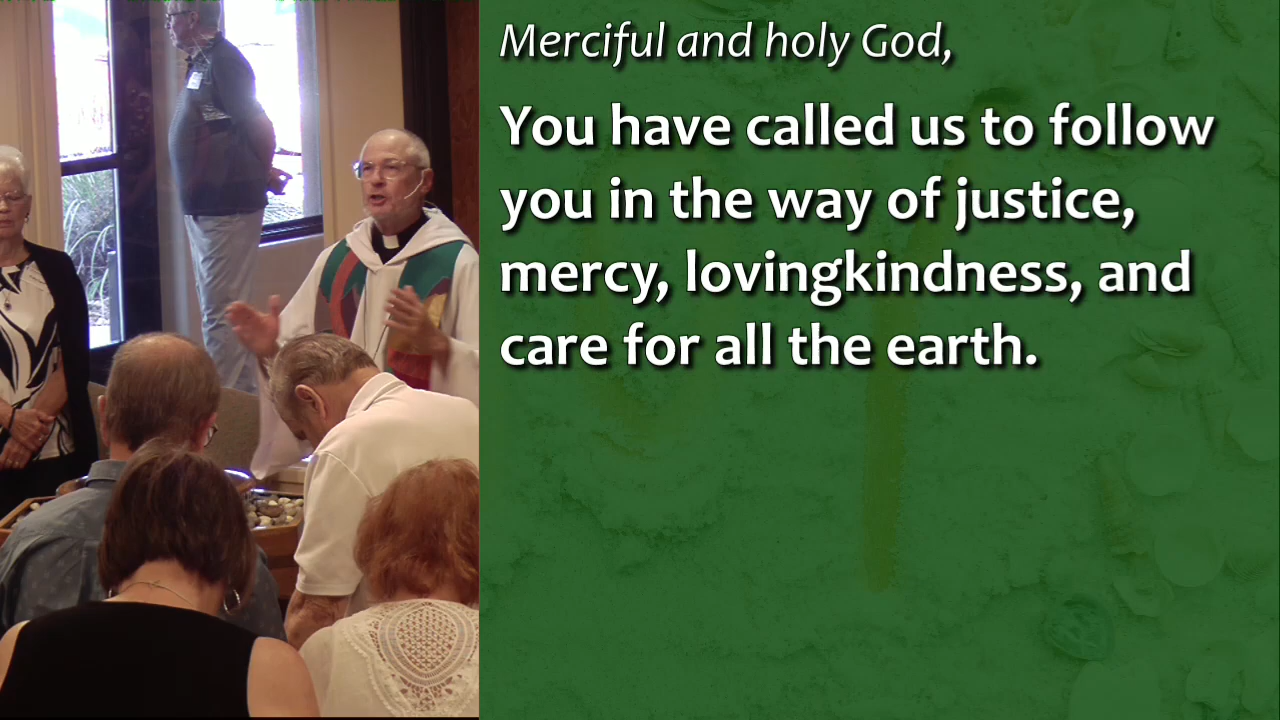 Merciful and holy God,
You have called us to follow
you in the way of justice,
mercy, lovingkindness, and
care for all the earth.